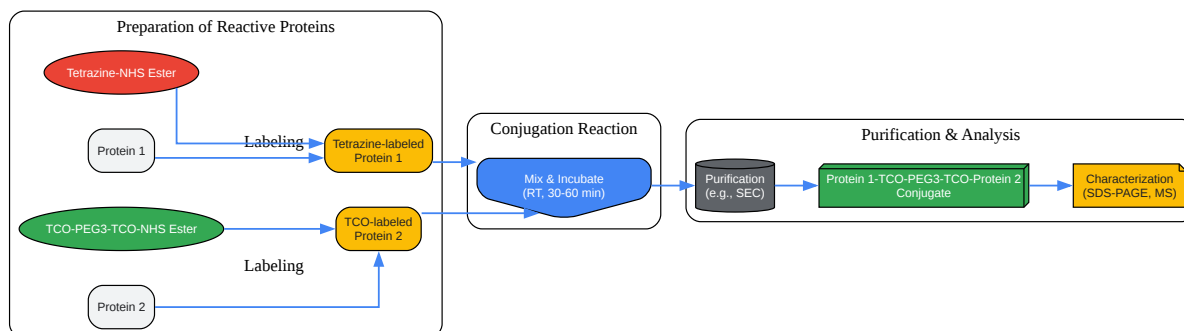 Preparation of Reactive Proteins
Tetrazine-NHS Ester
Labeling
Protein 1
Tetrazine-labeled
Protein 1
TCO-PEG3-TCO-NHS Ester
TCO-labeled
Protein 2
Labeling
Protein 2
Conjugation Reaction
Mix & Incubate
(RT, 30-60 min)
Purification & Analysis
Purification
(e.g., SEC)
Protein 1-TCO-PEG3-TCO-Protein 2
Conjugate
Characterization
(SDS-PAGE, MS)